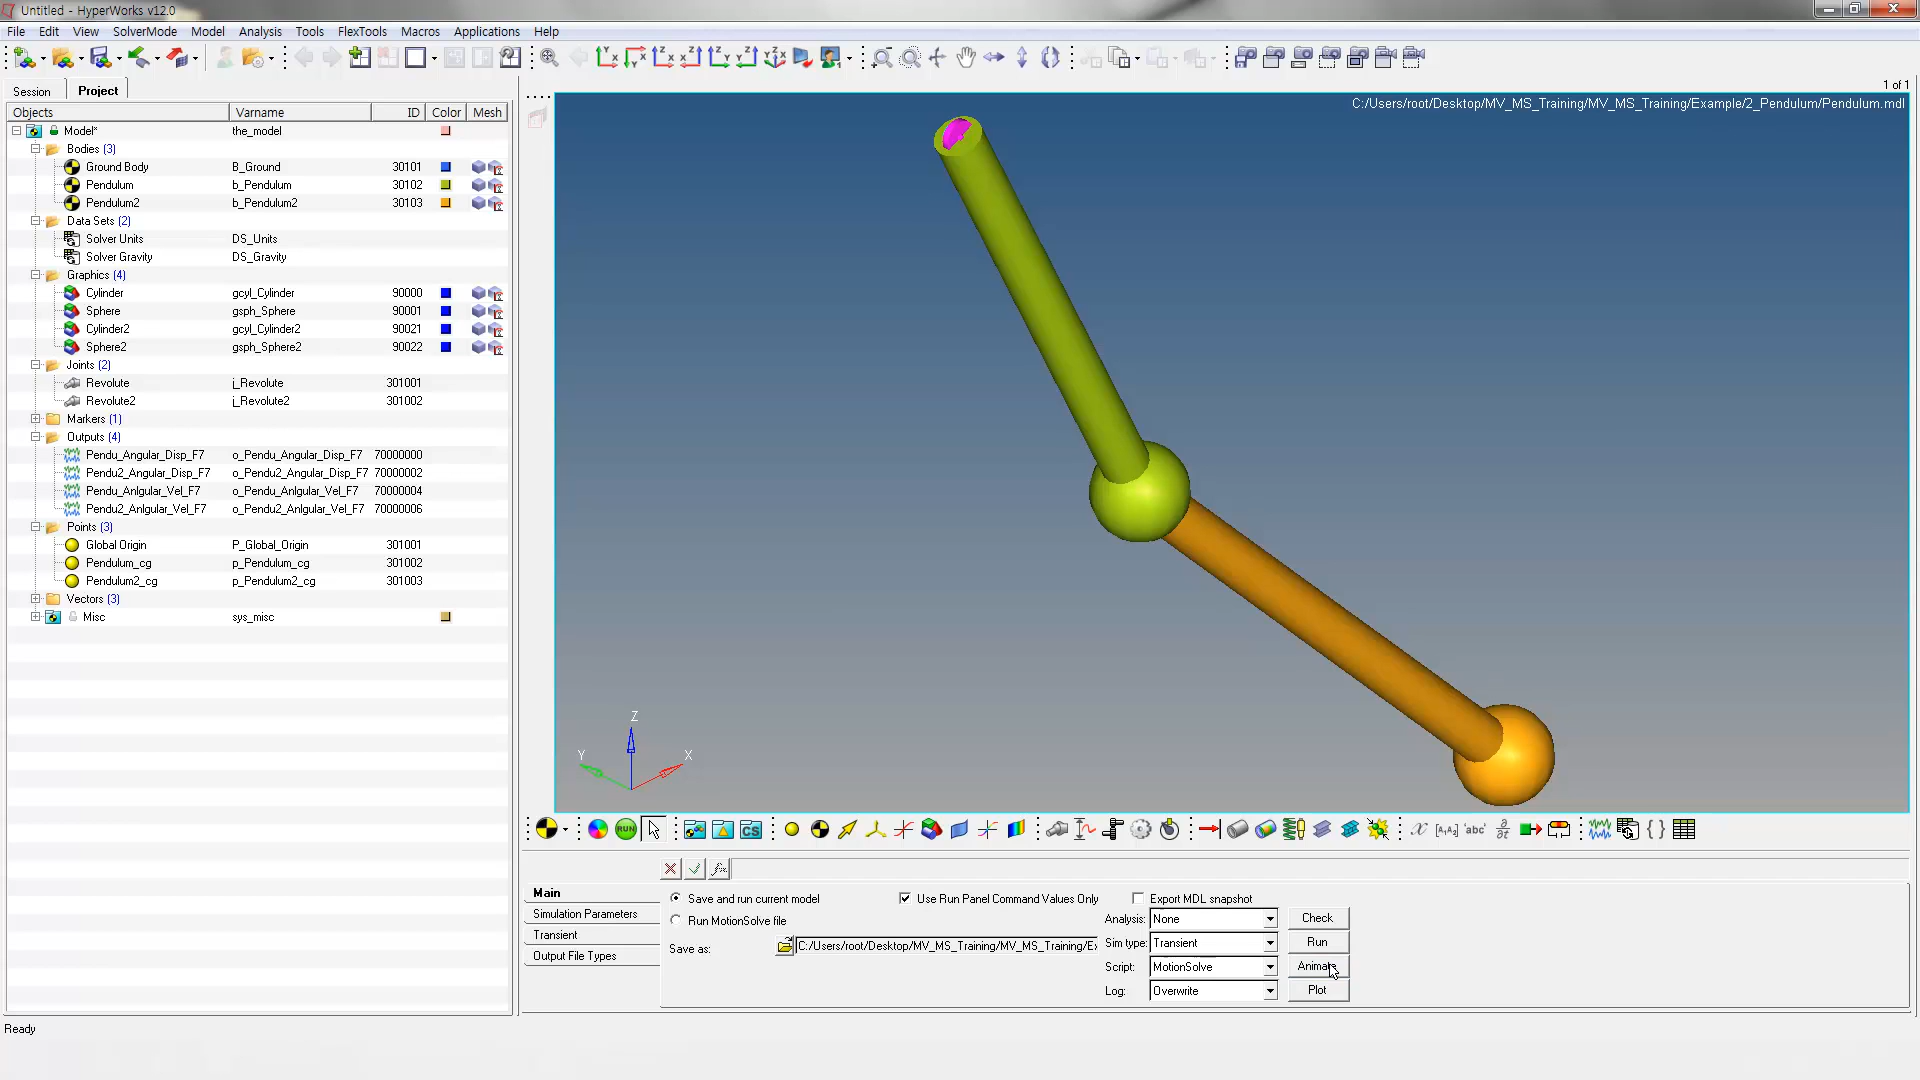 Untitled - HyperWorks v12.0
File Edit View SolverMode Model Analysis Tools FlexTools Macros Applications Help
Session Project
1 of 1
Objects Varname ID Color Mesh
C:/Users/root/Desktop/MV_MS_Training/MV_MS_Training/Example/2_Pendulum/Pendulum.mdl
Model* the_model
Bodies (3)
Ground Body B_Ground 30101
Pendulum b_Pendulum 30102
Pendulum2 b_Pendulum2 30103
Data Sets (2)
Solver Units DS_Units
Solver Gravity DS_Gravity
Graphics (4)
Cylinder gcyl_Cylinder 90000
Sphere gsph_Sphere 90001
Cylinder2 gcyl_Cylinder2 90021
Sphere2 gsph_Sphere2 90022
Joints (2)
Revolute j_Revolute 301001
Revolute2 j_Revolute2 301002
Markers (1)
Outputs (4)
Pendu_Angular_Disp_F7 o_Pendu_Angular_Disp_F7 70000000
Pendu2_Angular_Disp_F7 o_Pendu2_Angular_Disp_F7 70000002
Pendu_Anlgular_Vel_F7 o_Pendu_Anlgular_Vel_F7 70000004
Pendu2_Anlgular_Vel_F7 o_Pendu2_Anlgular_Vel_F7 70000006
Points (3)
Global Origin P_Global_Origin 301001
Pendulum_cg p_Pendulum_cg 301002
Pendulum2_cg p_Pendulum2_cg 301003
Vectors (3)
Misc sys_misc
Z
Y X
RUN CS 'abc'
Main
Simulation Parameters
Transient
Output File Types
Save and run current model Use Run Panel Command Values Only Export MDL snapshot
Run MotionSolve file Analysis: None Check
Save as: C:/Users/root/Desktop/MV_MS_Training/MV_MS_Training/Ex Sim type: Transient Run
Script: MotionSolve Animate
Log: Overwrite Plot
Ready